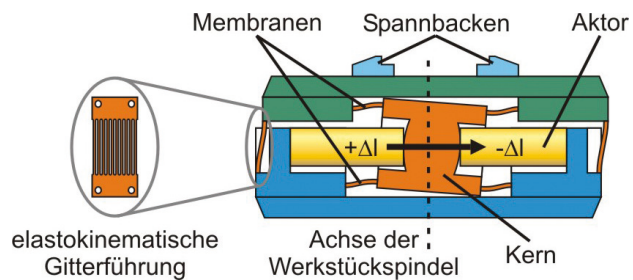 Membranen
Spannbacken
Aktor
+Δl
-Δl
elastokinematische
Gitterführung
Achse der
Werkstückspindel
Kern